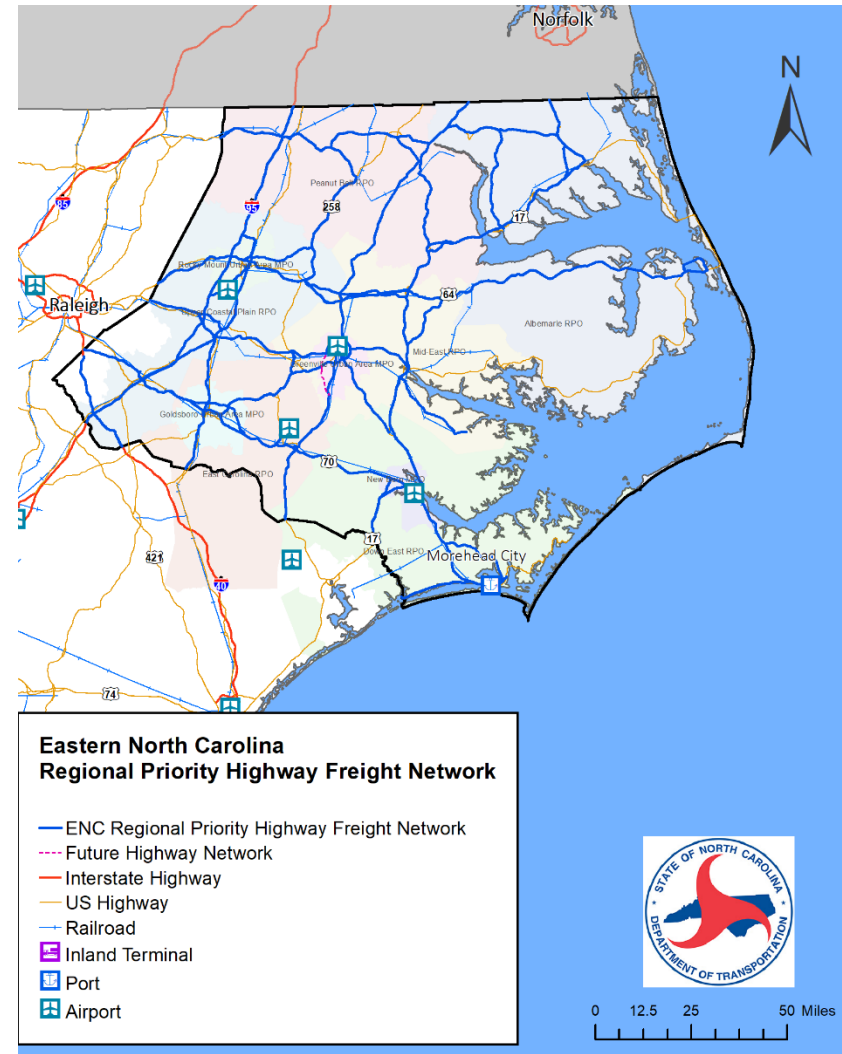 Norfolk
N
85
95
Peanut Belt RPO
258
17
Rocky Mount Urban Area MPO
Raleigh
64
Upper Coastal Plain RPO
Albemarle RPO
Mid-East RPO
Greenville Urban Area MPO
Goldsboro Urban Area MPO
70
East Carolina RPO
New Bern MPO
17
Down East RPO
Morehead City
421
40
74
Eastern North Carolina
Regional Priority Highway Freight Network
ENC Regional Priority Highway Freight Network
Future Highway Network
Interstate Highway
US Highway
Railroad
Inland Terminal
Port
Airport
STATE OF NORTH CAROLINA
DEPARTMENT OF TRANSPORTATION
0 12.5 25 50 Miles